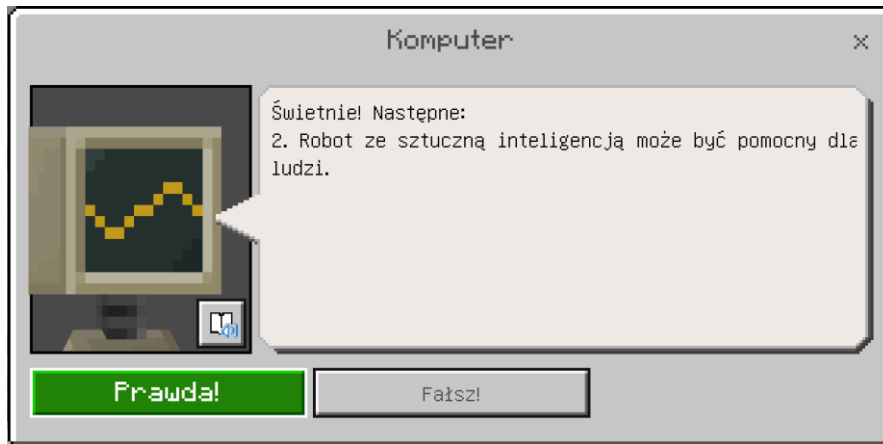 Komputer
x
Świetnie! Następne:
2. Robot ze sztuczną inteligencją może być pomocny dla
ludzi.
Prawda!
Fałsz!